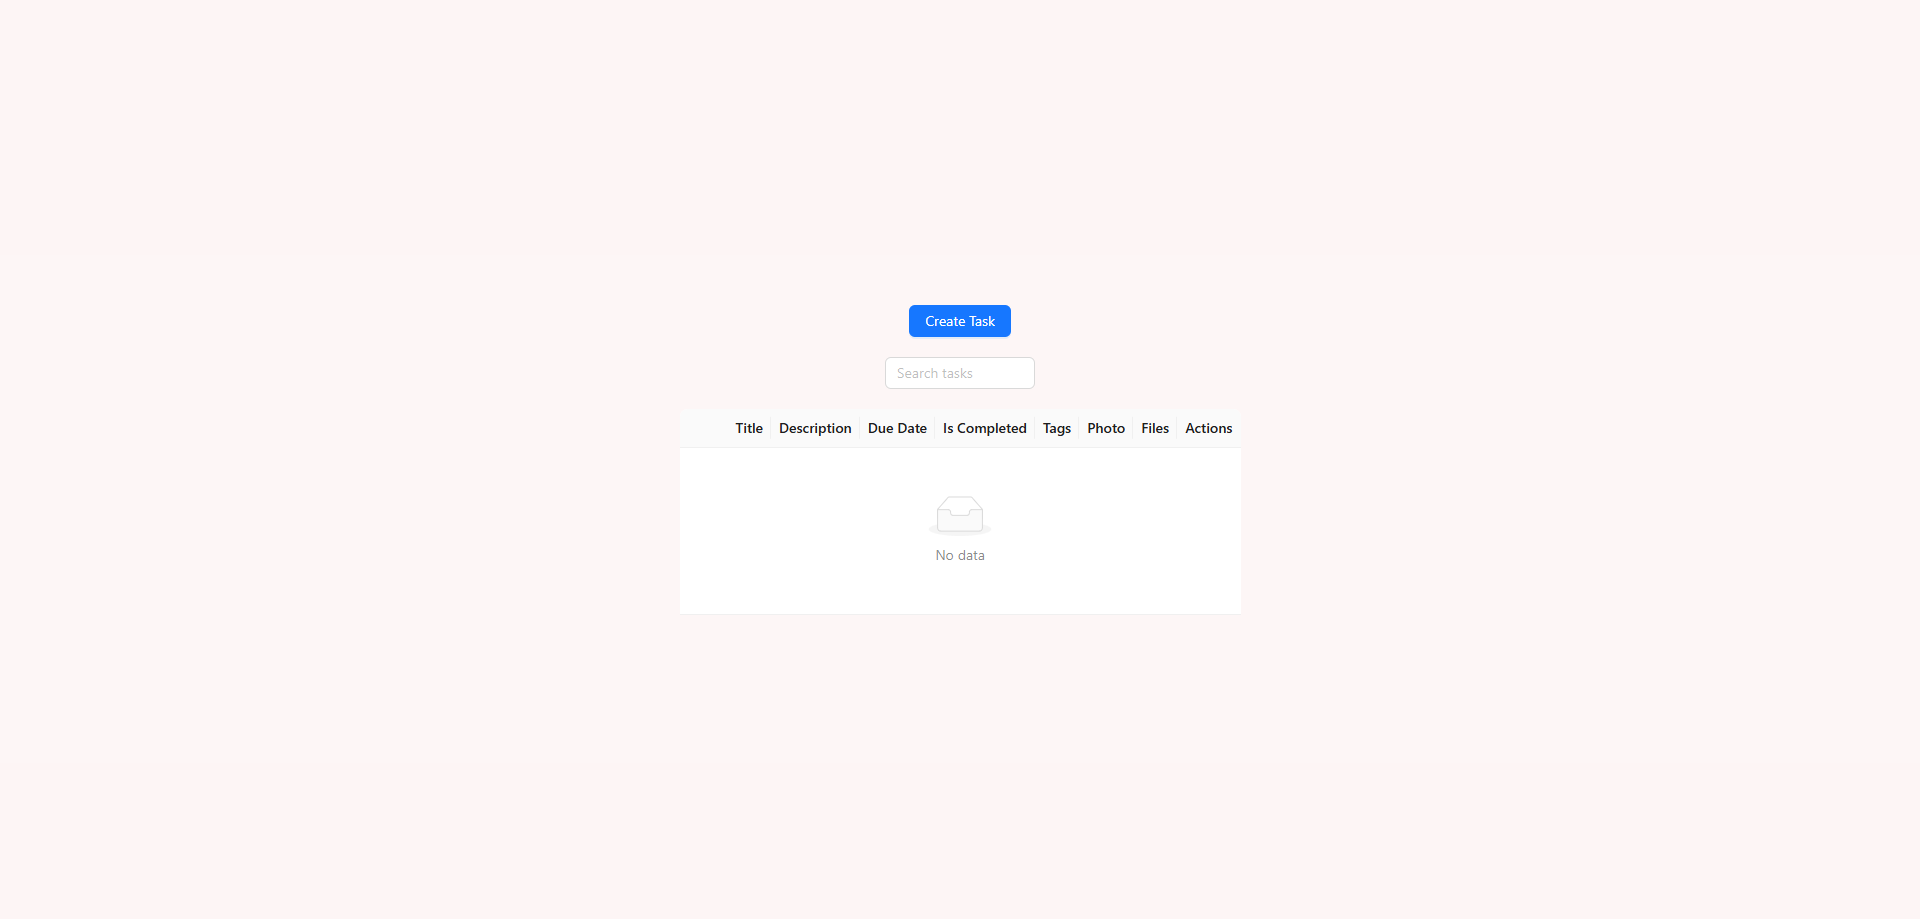 Create Task
Search tasks
Title Description Due Date Is Completed Tags Photo Files Actions
No data